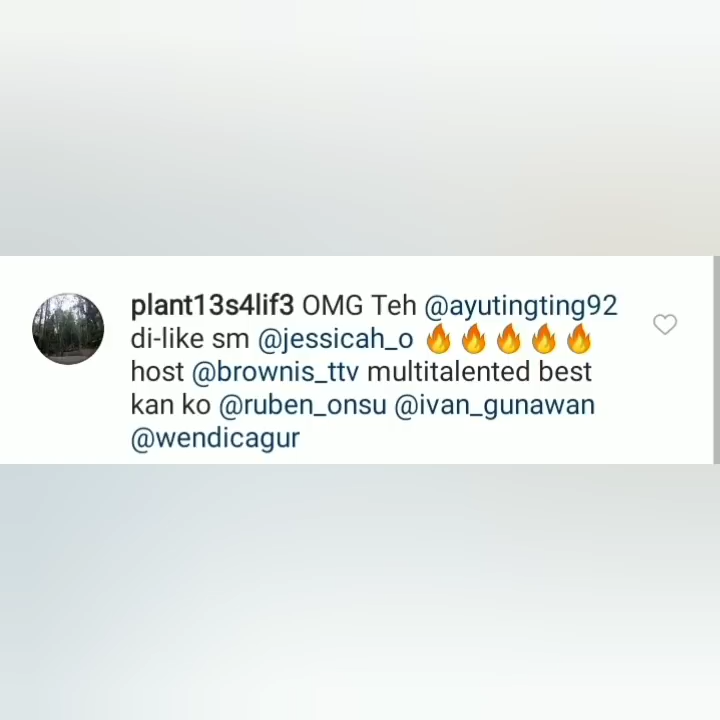 plant13s4lif3 OMG Teh @ayutingting92
di-like sm @jessicah_o 🔥🔥🔥🔥🔥
host @brownis_ttv multitalented best
kan ko @ruben_onsu @ivan_gunawan
@wendicagur